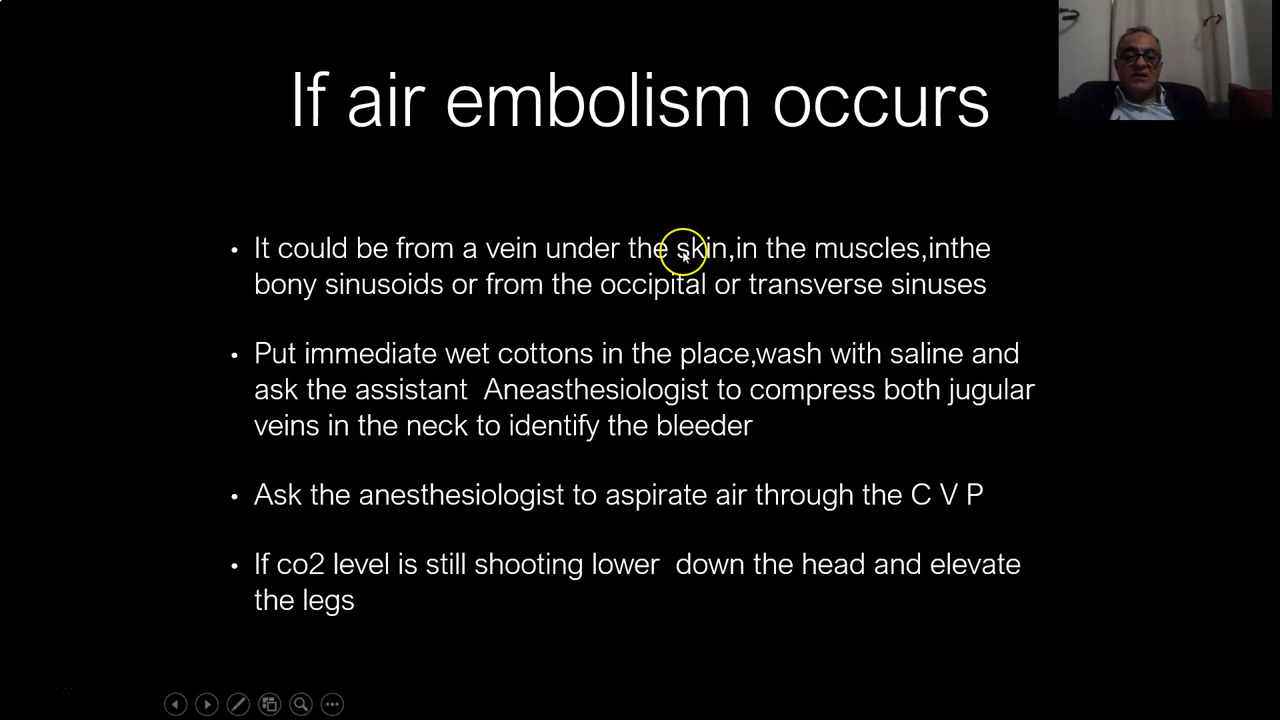 If air embolism occurs
• It could be from a vein under the skin,in the muscles,inthe
bony sinusoids or from the occipital or transverse sinuses
• Put immediate wet cottons in the place,wash with saline and
ask the assistant  Aneasthesiologist to compress both jugular
veins in the neck to identify the bleeder
• Ask the anesthesiologist to aspirate air through the C V P
• If co2 level is still shooting lower  down the head and elevate
the legs